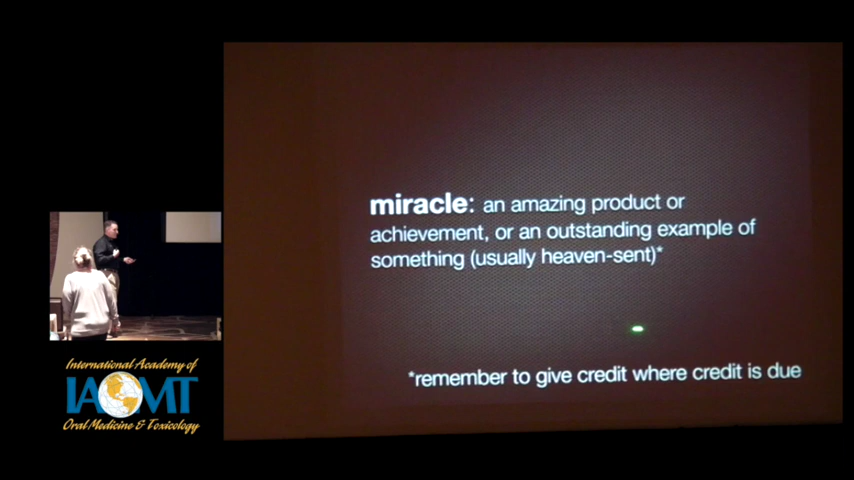 miracle: an amazing product or
achievement, or an outstanding example of
something (usually heaven-sent)*
*remember to give credit where credit is due
International Academy of
IAOMT
Oral Medicine & Toxicology